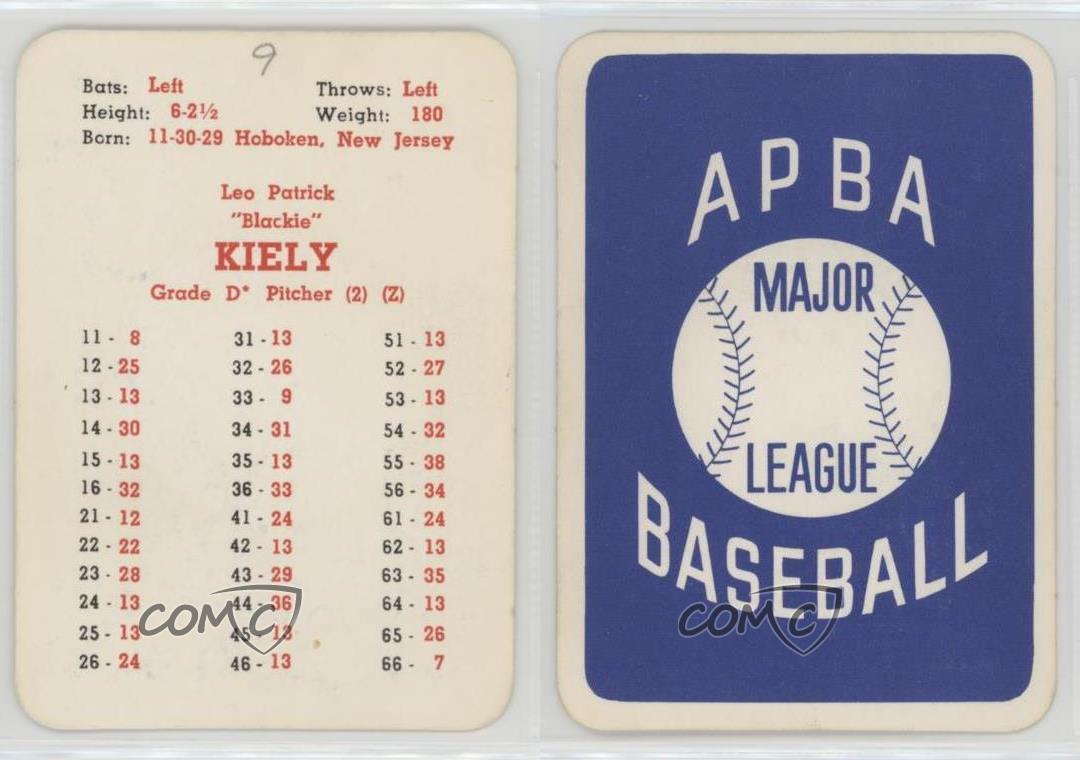 9
Bats: Left Throws: Left
Height: 6-2½ Weight: 180
Born: 11-30-29 Hoboken, New Jersey
Leo Patrick
"Blackie"
KIELY
Grade D* Pitcher (2) (Z)
11 - 8 31 - 13 51 - 13
12 - 25 32 - 26 52 - 27
13 - 13 33 - 9 53 - 13
14 - 30 34 - 31 54 - 32
15 - 13 35 - 13 55 - 38
16 - 32 36 - 33 56 - 34
21 - 12 41 - 24 61 - 24
22 - 22 42 - 13 62 - 13
23 - 28 43 - 29 63 - 35
24 - 13 44 - 36 64 - 13
25 - 13 45 - 13 65 - 26
26 - 24 46 - 13 66 - 7
COMC
APBA
MAJOR
LEAGUE
BASEBALL
COMC